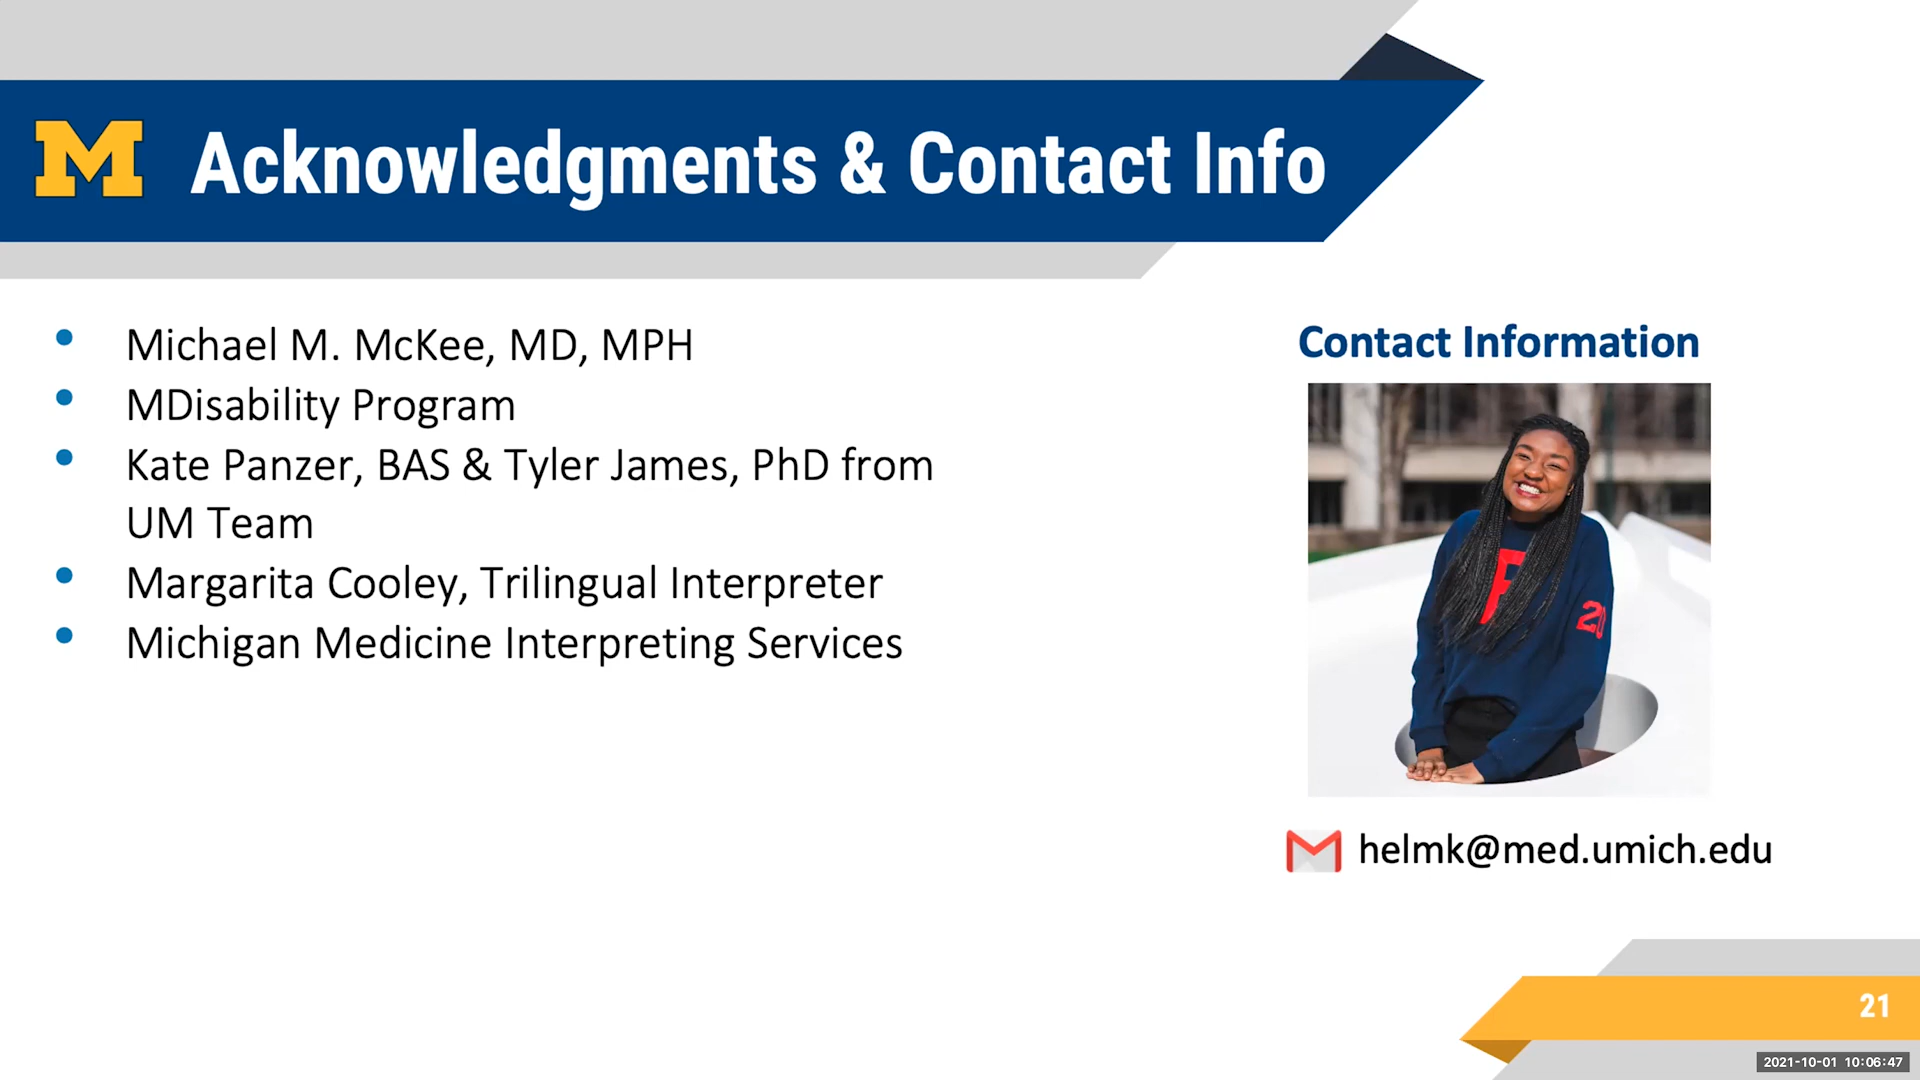 M Acknowledgments & Contact Info
• Michael M. McKee, MD, MPH
• MDisability Program
• Kate Panzer, BAS & Tyler James, PhD from
UM Team
• Margarita Cooley, Trilingual Interpreter
• Michigan Medicine Interpreting Services
Contact Information
20
helmk@med.umich.edu
21
2021-10-01 10:06:47